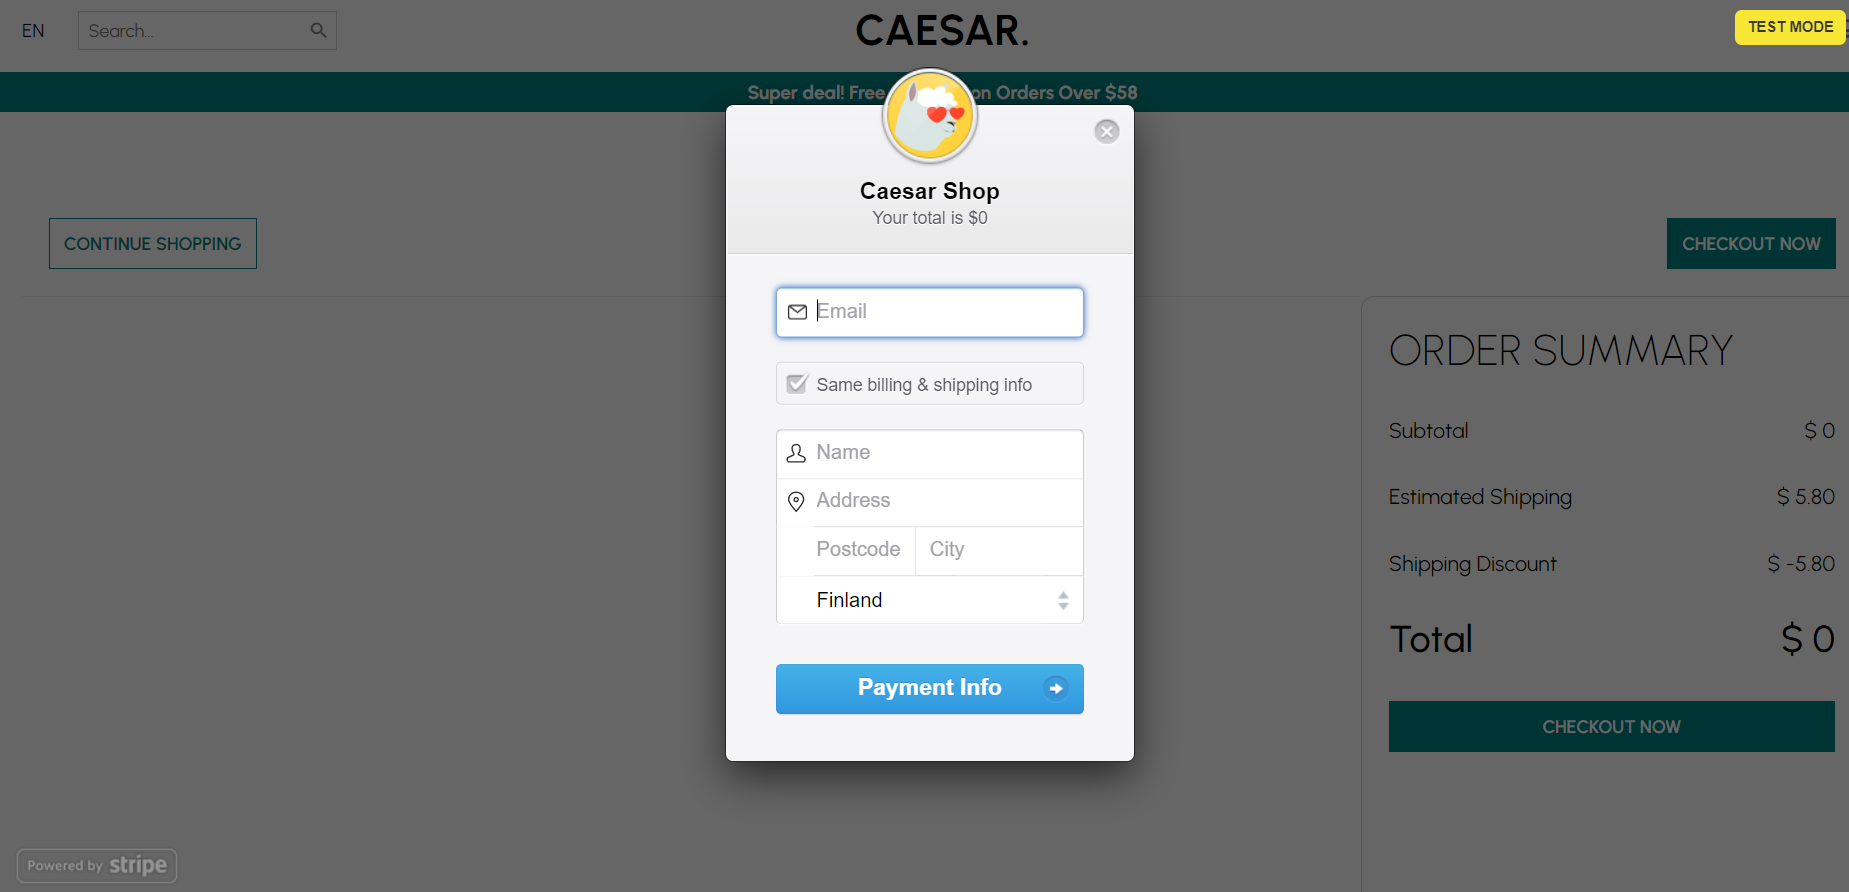 EN
Search...
CAESAR.
TEST MODE
Super deal! Free on Orders Over $58
Caesar Shop
Your total is $0
CONTINUE SHOPPING
CHECKOUT NOW
Email
Same billing & shipping info
Name
Address
Postcode
City
Finland
Payment Info
ORDER SUMMARY
Subtotal $ 0
Estimated Shipping $ 5.80
Shipping Discount $ -5.80
Total $ 0
CHECKOUT NOW
Powered by stripe